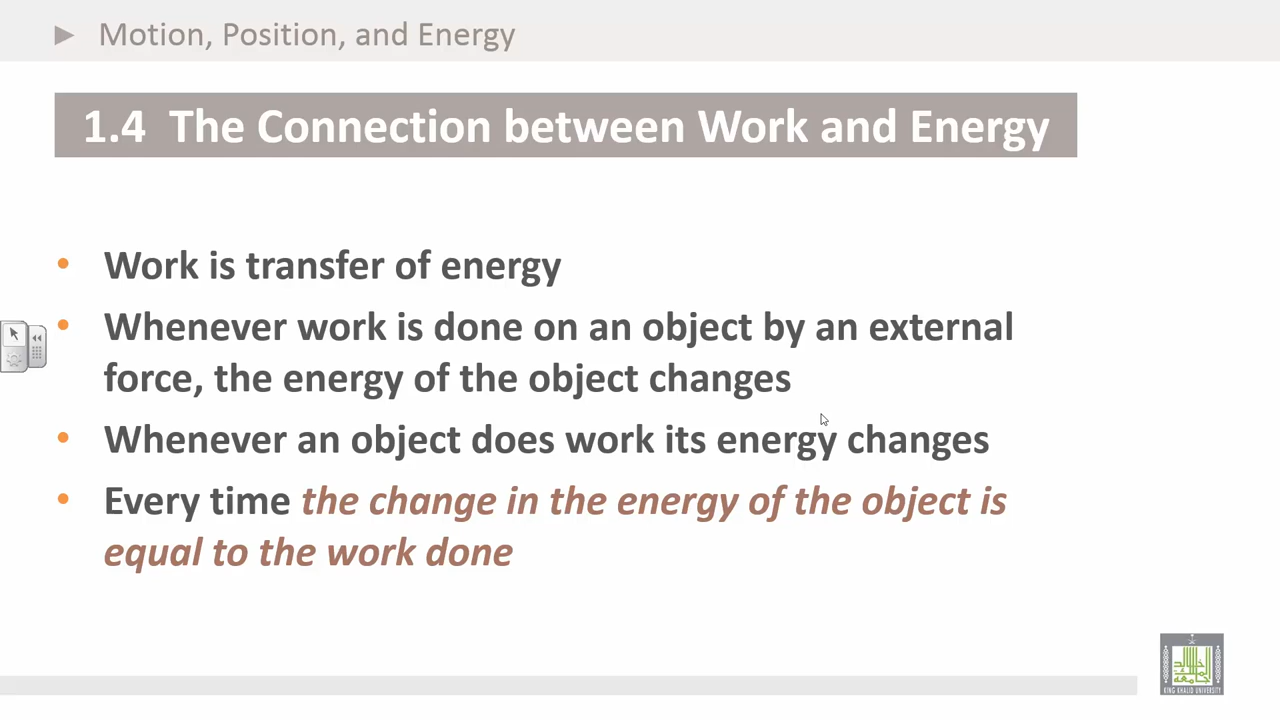 Motion, Position, and Energy
1.4 The Connection between Work and Energy
• Work is transfer of energy
• Whenever work is done on an object by an external
force, the energy of the object changes
• Whenever an object does work its energy changes
• Every time the change in the energy of the object is
equal to the work done
KING KHALID UNIVERSITY